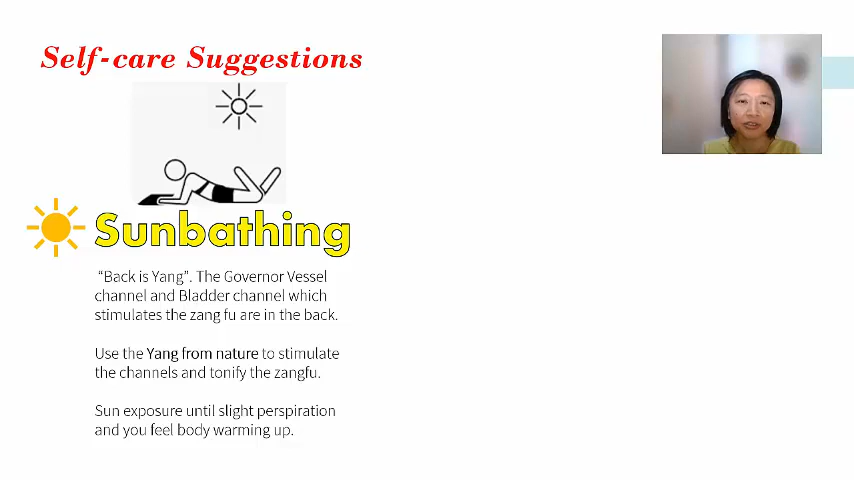 Self-care Suggestions
Sunbathing
“Back is Yang”. The Governor Vessel
channel and Bladder channel which
stimulates the zang fu are in the back.
Use the Yang from nature to stimulate
the channels and tonify the zangfu.
Sun exposure until slight perspiration
and you feel body warming up.